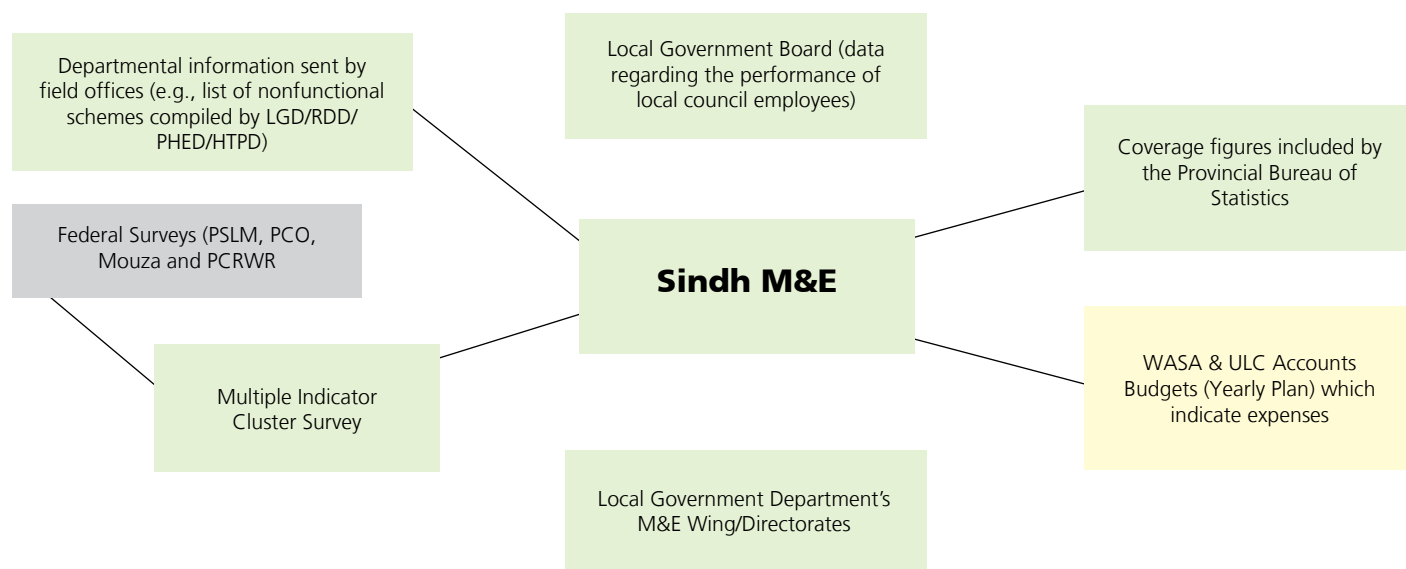 Departmental information sent by
field offices (e.g., list of nonfunctional
schemes compiled by LGD/RDD/
PHED/HTPD)
Local Government Board (data
regarding the performance of
local council employees)
Coverage figures included by
the Provincial Bureau of
Statistics
Federal Surveys (PSLM, PCO,
Mouza and PCRWR
Sindh M&E
Multiple Indicator
Cluster Survey
WASA & ULC Accounts
Budgets (Yearly Plan) which
indicate expenses
Local Government Department’s
M&E Wing/Directorates